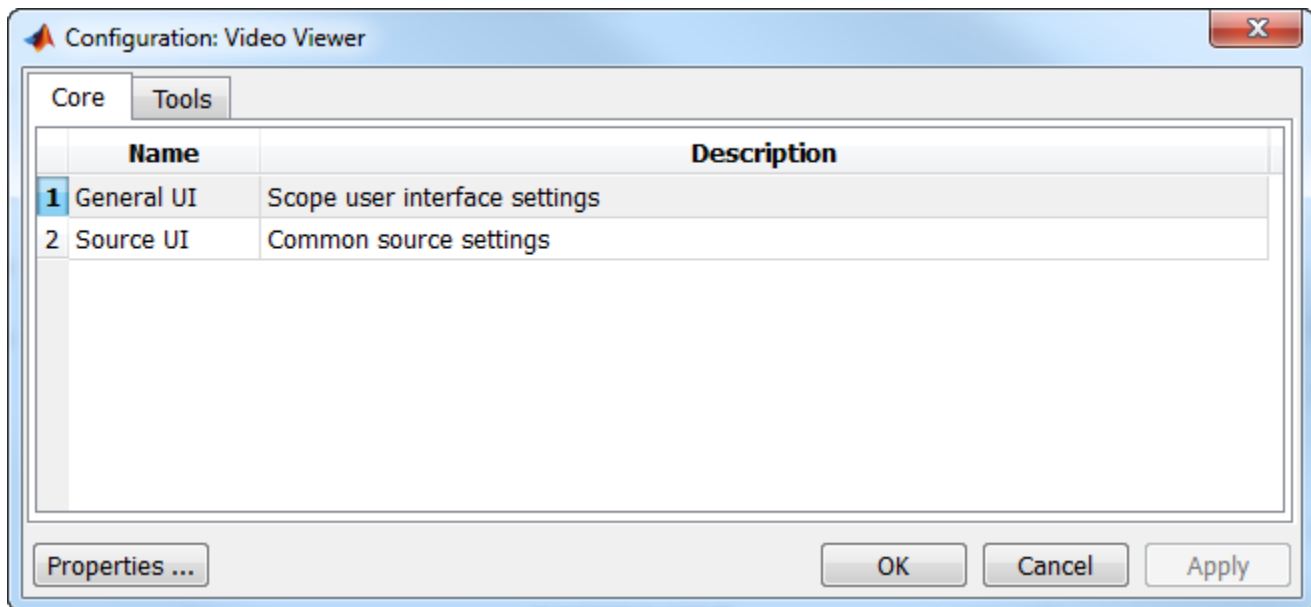 Configuration: Video Viewer
X
Core Tools
Name Description
1 General UI Scope user interface settings
2 Source UI Common source settings
Properties ... OK Cancel Apply